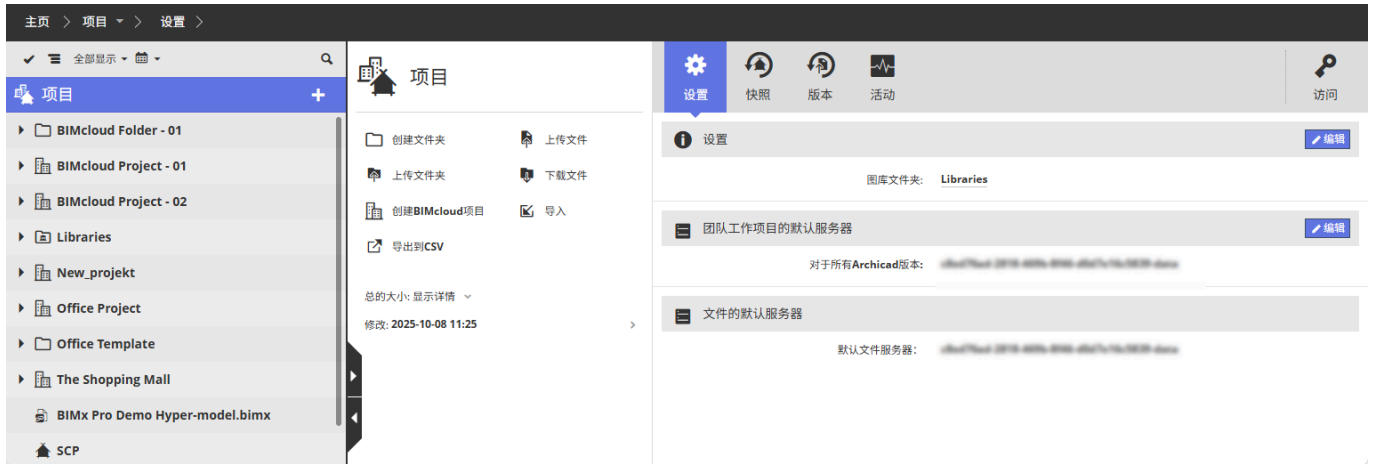 主页 项目 设置
全部显示
项目
BIMcloud Folder - 01
BIMcloud Project - 01
BIMcloud Project - 02
Libraries
New_projekt
Office Project
Office Template
The Shopping Mall
BIMx Pro Demo Hyper-model.bimx
SCP
项目
创建文件夹 上传文件
上传文件夹 下载文件
创建BIMcloud项目 导入
导出到CSV
总的大小: 显示详情
修改: 2025-10-08 11:25
设置 快照 版本 活动 访问
设置 编辑
图库文件夹: Libraries
团队工作项目的默认服务器 编辑
对于所有Archicad版本:
文件的默认服务器
默认文件服务器: